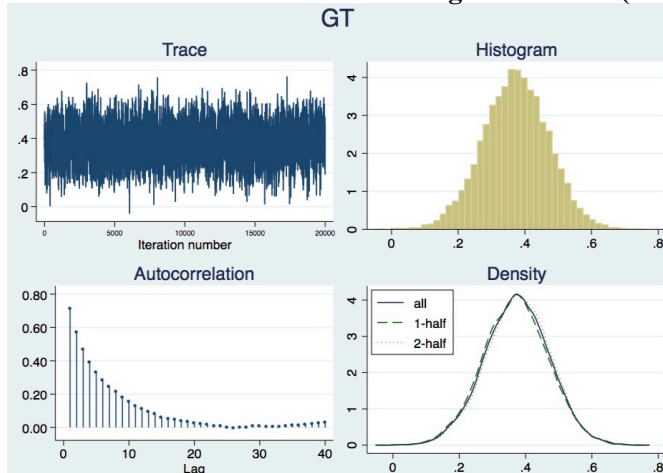 GT
Trace
.8
.6
.4
.2
0
0 5000 10000 15000 20000
Iteration number
Histogram
4
3
2
1
0
0 .2 .4 .6 .8
Autocorrelation
0.80
0.60
0.40
0.20
0.00
0 10 20 30 40
Lag
Density
all
1-half
2-half
4
3
2
1
0
0 .2 .4 .6 .8